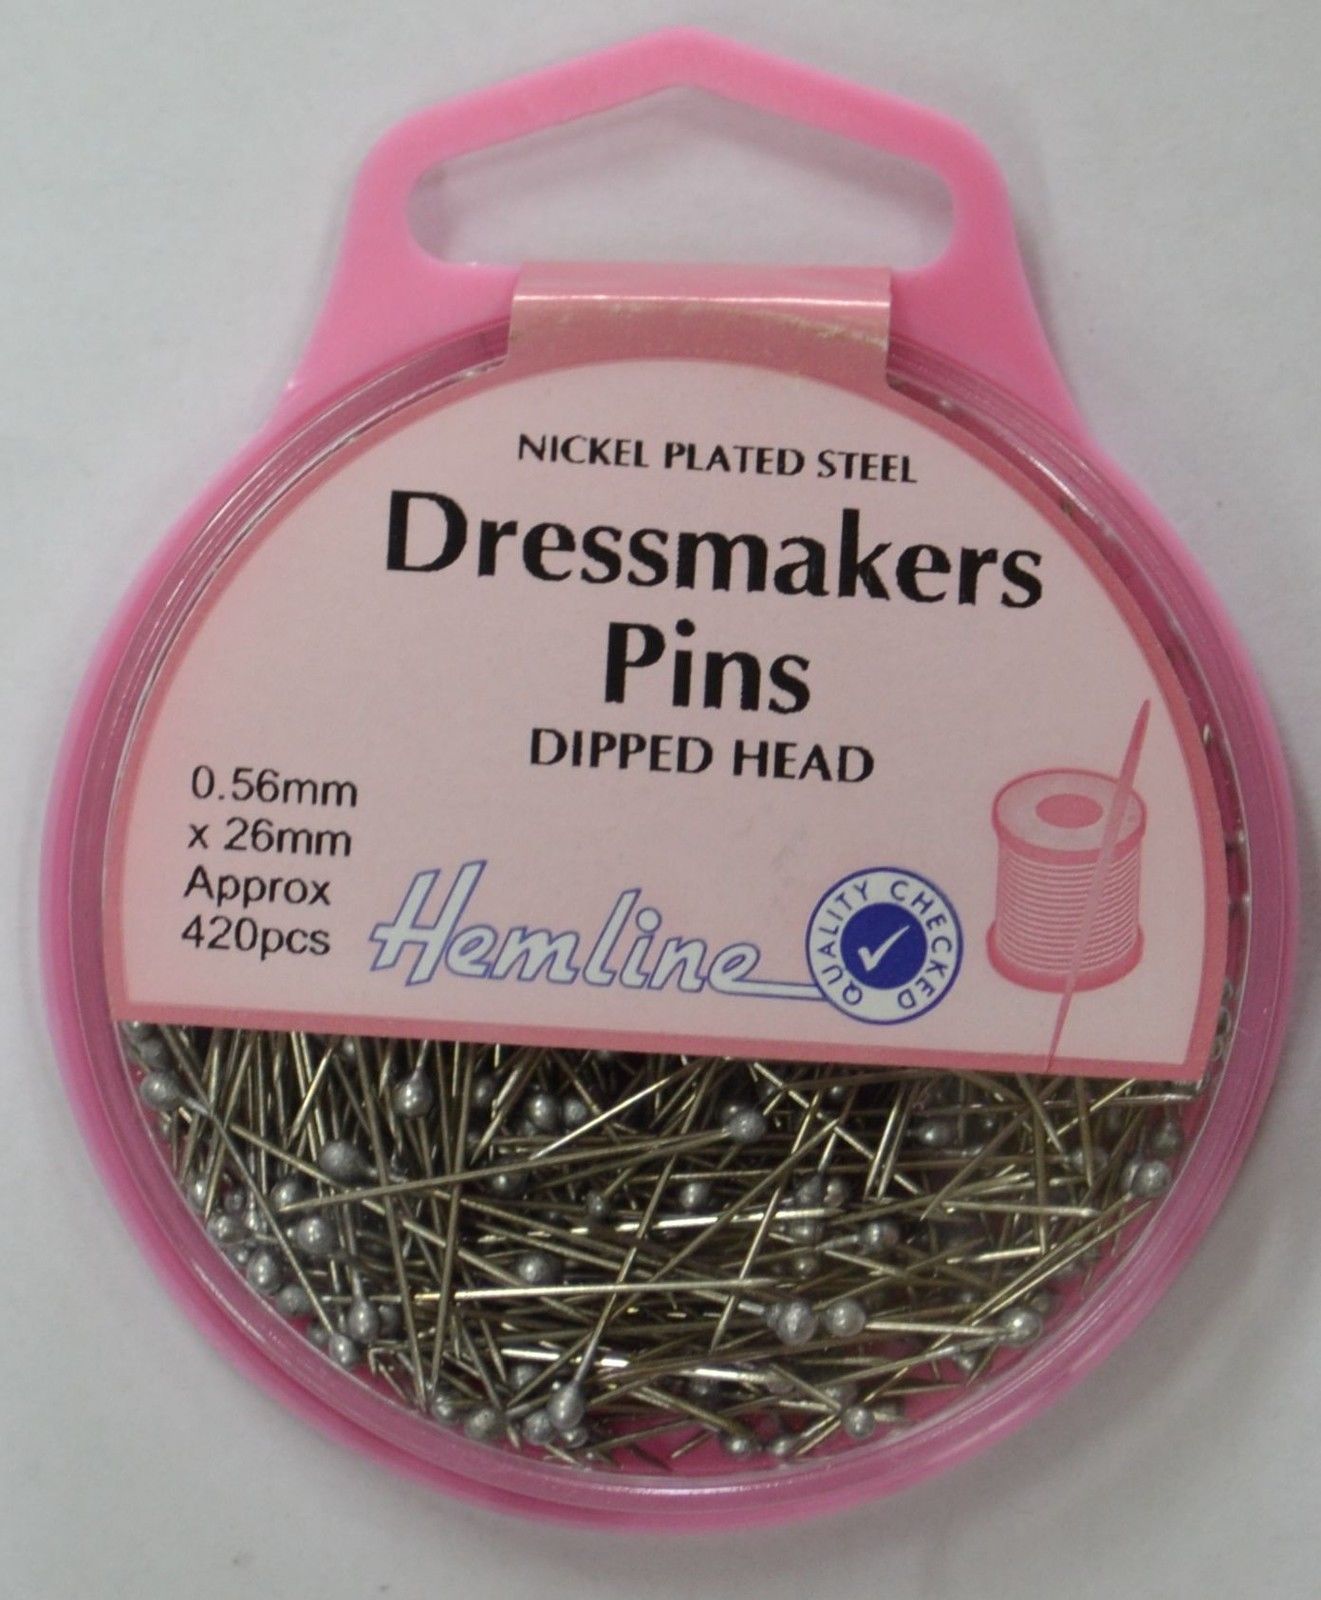 NICKEL PLATED STEEL
Dressmakers
Pins
DIPPED HEAD
0.56mm
x 26mm
Approx
420pcs
Hemline
QUALITY CHECKED